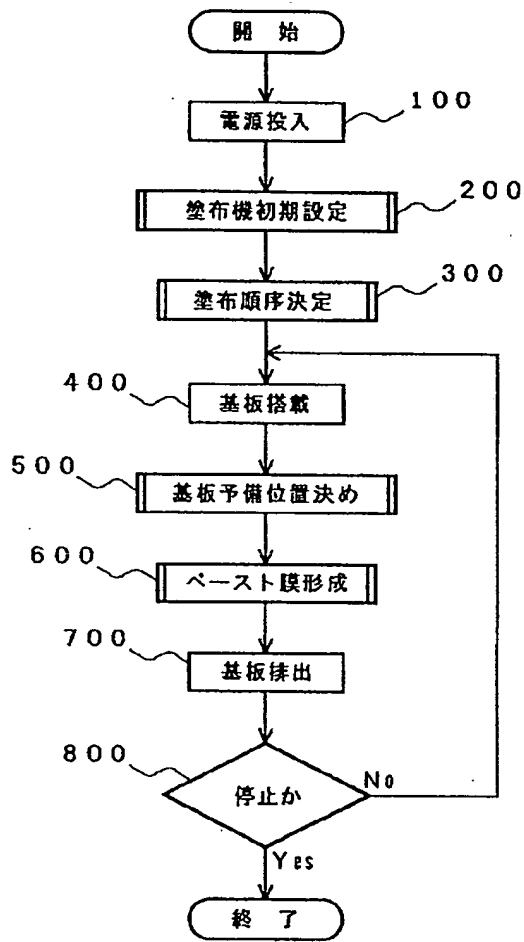 開 始
電源投入
100
塗布機初期設定
200
塗布順序決定
300
400
基板搭載
500
基板予備位置決め
600
ペースト膜形成
700
基板排出
800
停止か
No
Yes
終 了